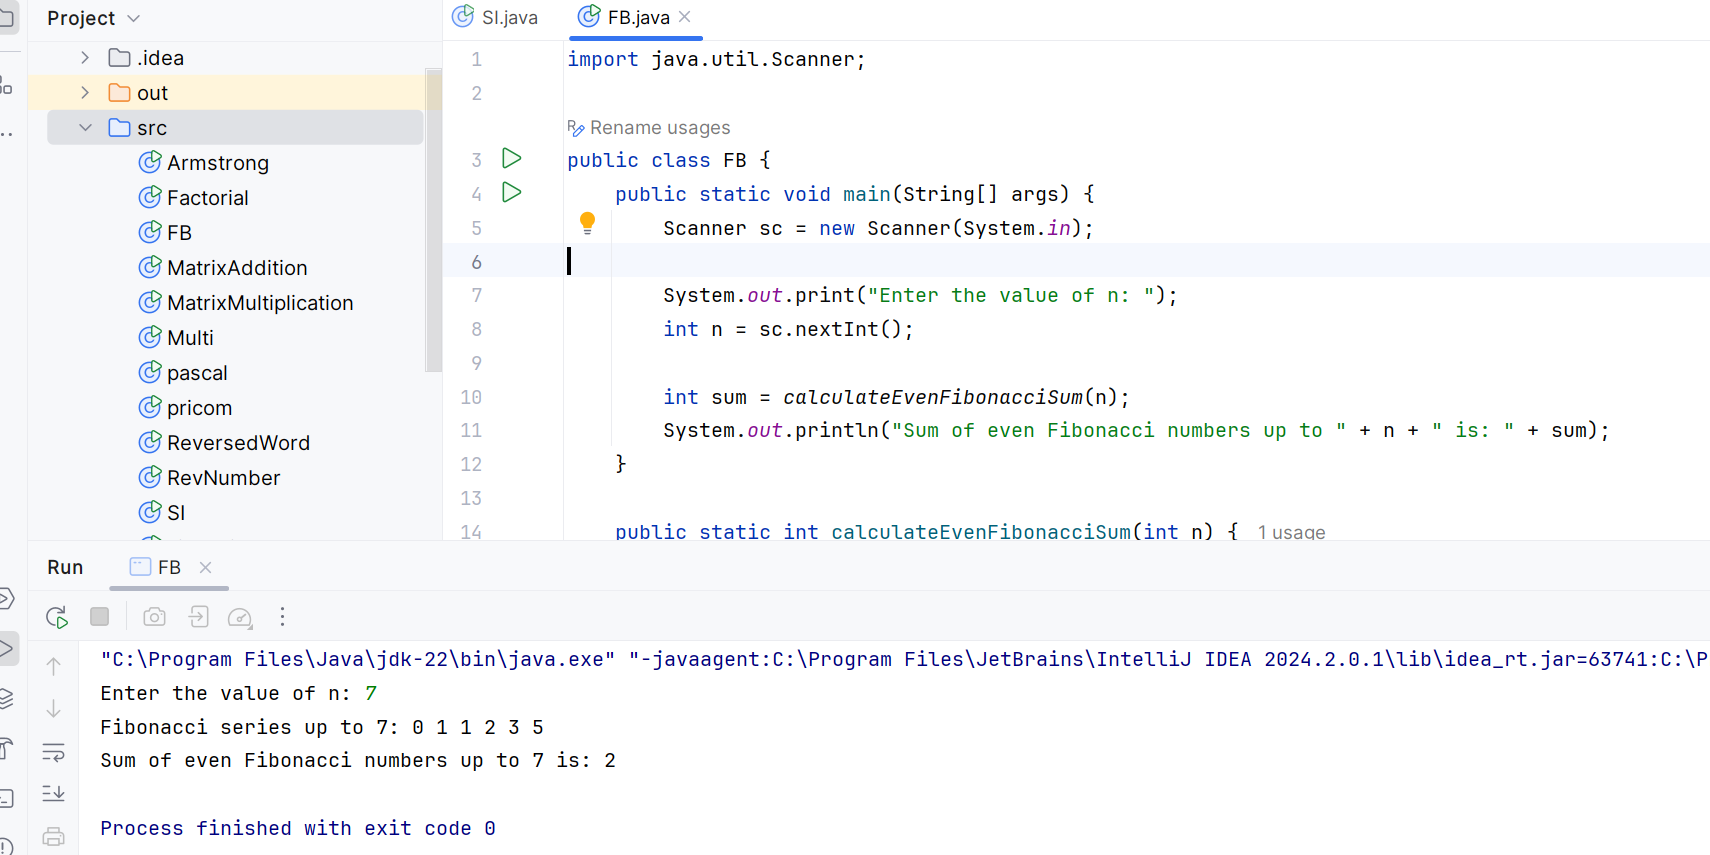 Project
.idea
out
src
Armstrong
Factorial
FB
MatrixAddition
MatrixMultiplication
Multi
pascal
pricom
ReversedWord
RevNumber
SI
SI.java FB.java
1 import java.util.Scanner;
2
Rename usages
3 public class FB {
4 public static void main(String[] args) {
5 Scanner sc = new Scanner(System.in);
6
7 System.out.print("Enter the value of n: ");
8 int n = sc.nextInt();
9
10 int sum = calculateEvenFibonacciSum(n);
11 System.out.println("Sum of even Fibonacci numbers up to " + n + " is: " + sum);
12 }
13
14 public static int calculateEvenFibonacciSum(int n) { 1 usage
Run FB
"C:\Program Files\Java\jdk-22\bin\java.exe" "-javaagent:C:\Program Files\JetBrains\IntelliJ IDEA 2024.2.0.1\lib\idea_rt.jar=63741:C:\P
Enter the value of n: 7
Fibonacci series up to 7: 0 1 1 2 3 5
Sum of even Fibonacci numbers up to 7 is: 2
Process finished with exit code 0